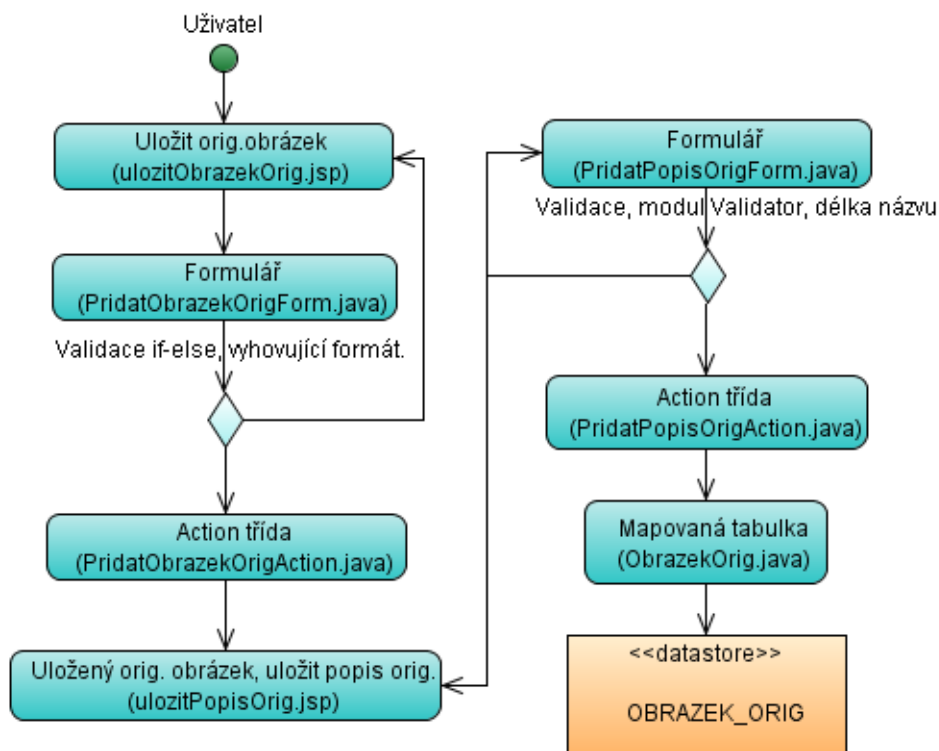 Uživatel
Uložit orig.obrázek
(ulozitObrazekOrig.jsp)
Formulář
(PridatObrazekOrigForm.java)
Validace if-else, vyhovující formát.
Action třída
(PridatObrazekOrigAction.java)
Uložený orig. obrázek, uložit popis orig.
(ulozitPopisOrig.jsp)
Formulář
(PridatPopisOrigForm.java)
Validace, modul Validator, délka názvu
Action třída
(PridatPopisOrigAction.java)
Mapovaná tabulka
(ObrazekOrig.java)
<<datastore>>
OBRAZEK_ORIG